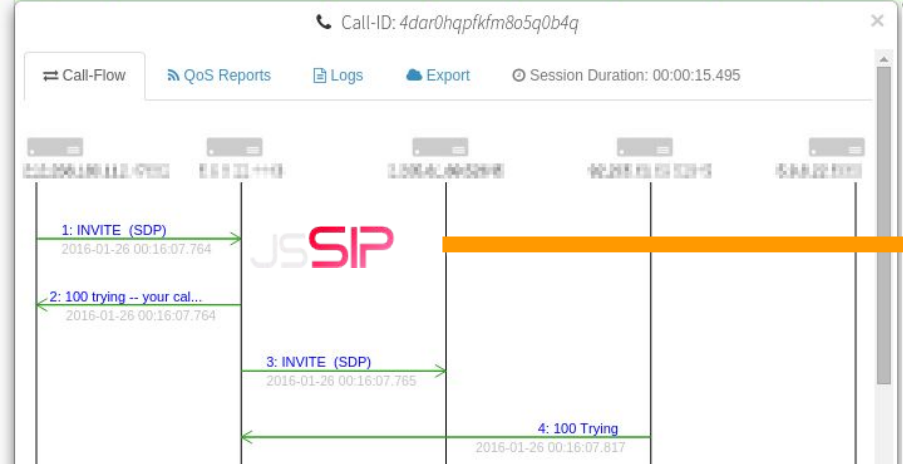 Call-ID: 4dar0hqpfkfm8o5q0b4q ×
Call-Flow QoS Reports Logs Export Session Duration: 00:00:15.495
1: INVITE (SDP)
2016-01-26 00:16:07.764
JSSIP
2: 100 trying -- your cal...
2016-01-26 00:16:07.764
3: INVITE (SDP)
2016-01-26 00:16:07.765
4: 100 Trying
2016-01-26 00:16:07.817